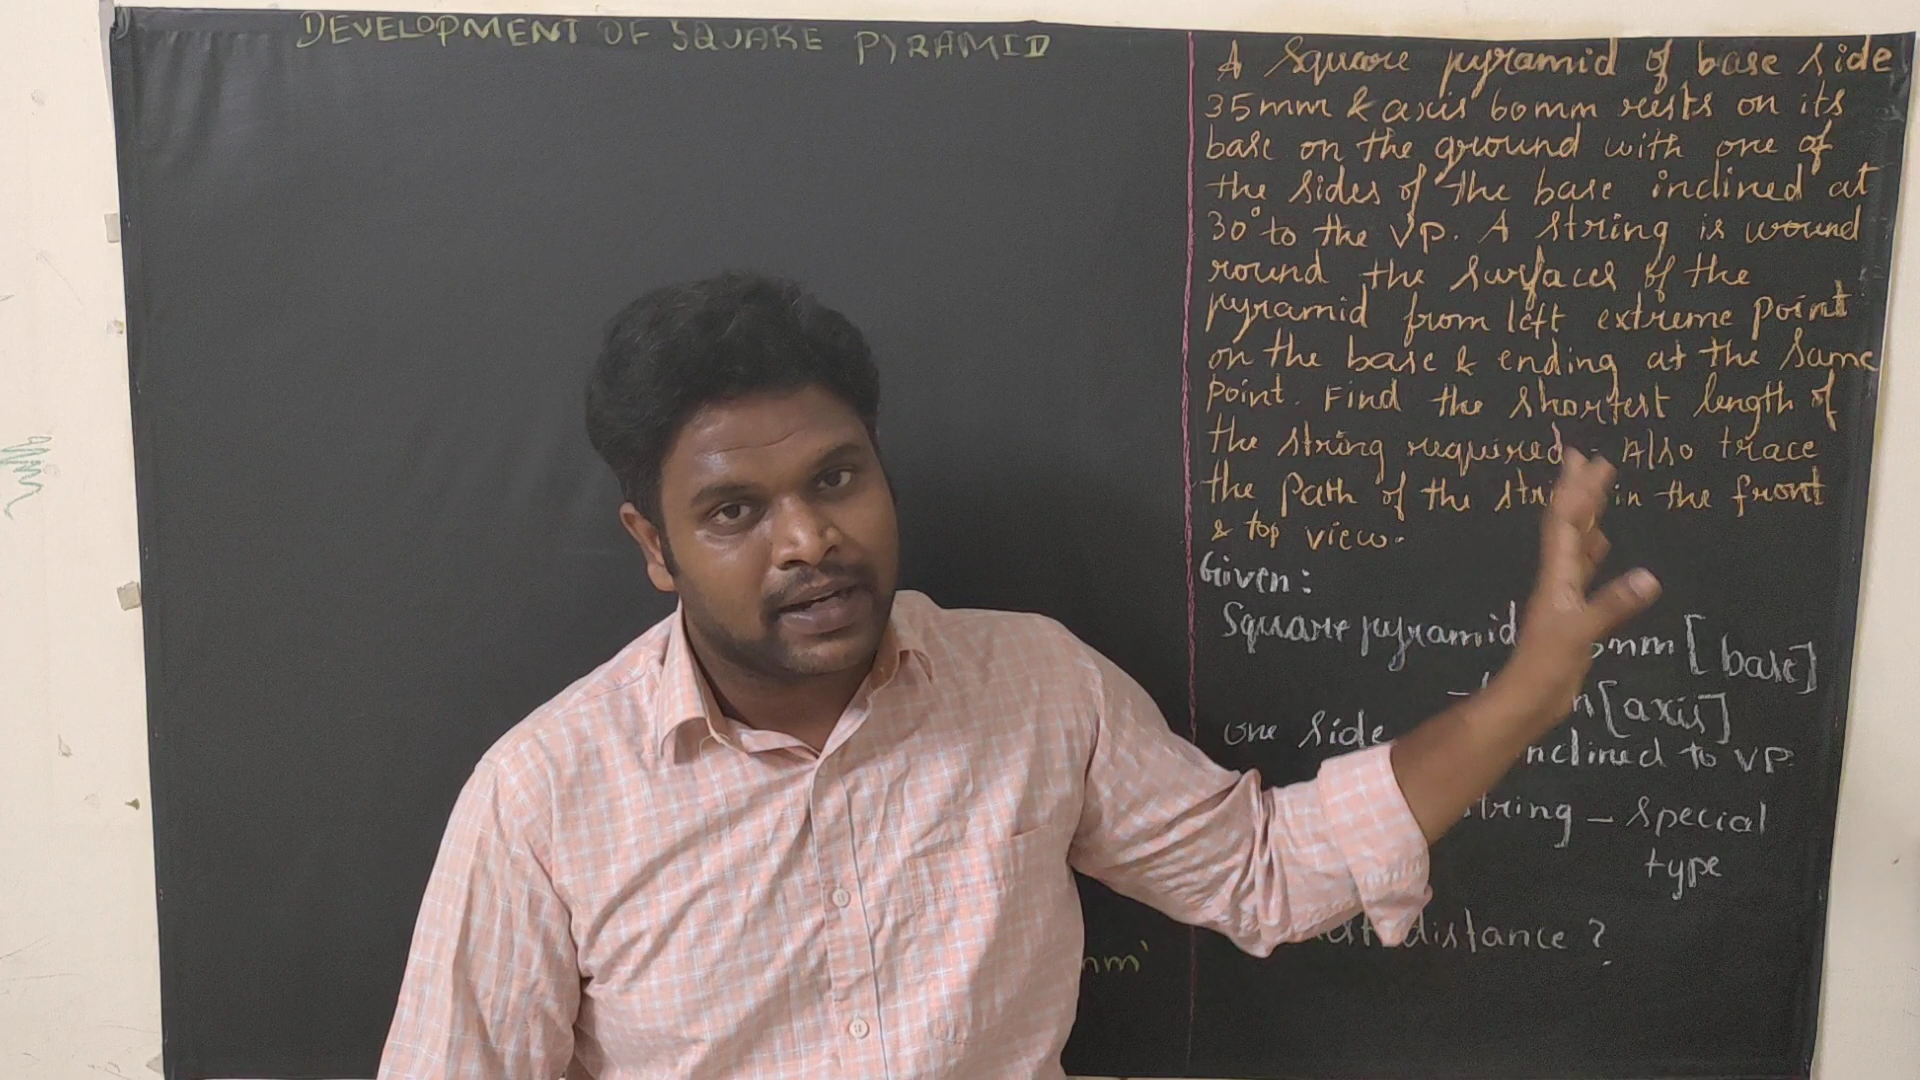 DEVELOPMENT OF SQUARE PYRAMID
A Square pyramid of base side
35mm & axis 60mm rests on its
base on the ground with one of
the sides of the base inclined at
30° to the VP. A string is wound
round the surfaces of the
pyramid from left extreme point
on the base & ending at the same
point. Find the shortest length of
the string required. Also trace
the path of the in the front
& top view.
Given:
Square pyramid mm [base]
[axis]
one side inclined to VP
string - special
type
distance ?
mm